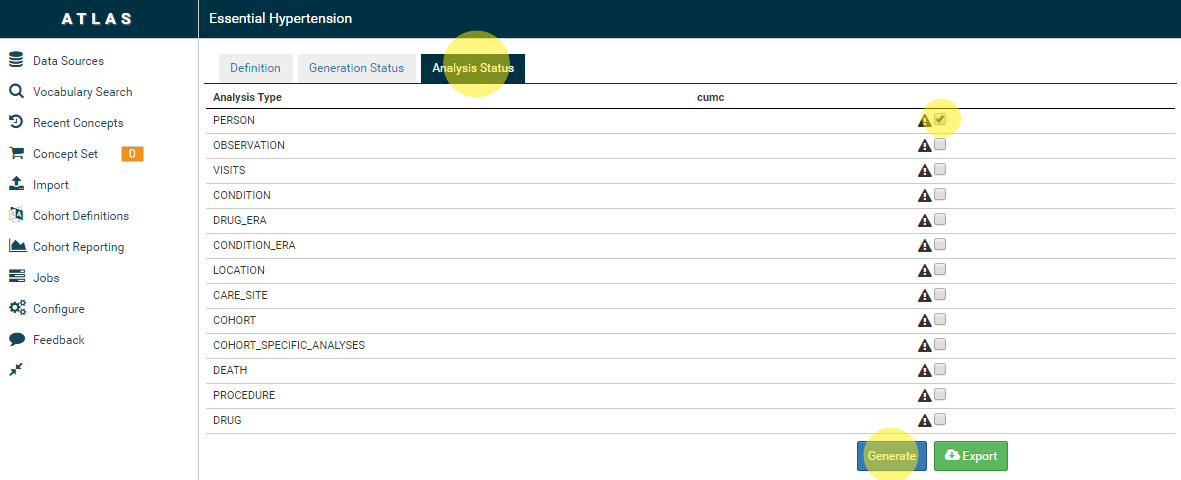 ATLAS
Essential Hypertension
Data Sources
Vocabulary Search
Recent Concepts
Concept Set 0
Import
Cohort Definitions
Cohort Reporting
Jobs
Configure
Feedback
Definition Generation Status Analysis Status
Analysis Type cumc
PERSON
OBSERVATION
VISITS
CONDITION
DRUG_ERA
CONDITION_ERA
LOCATION
CARE_SITE
COHORT
COHORT_SPECIFIC_ANALYSES
DEATH
PROCEDURE
DRUG
Generate Export